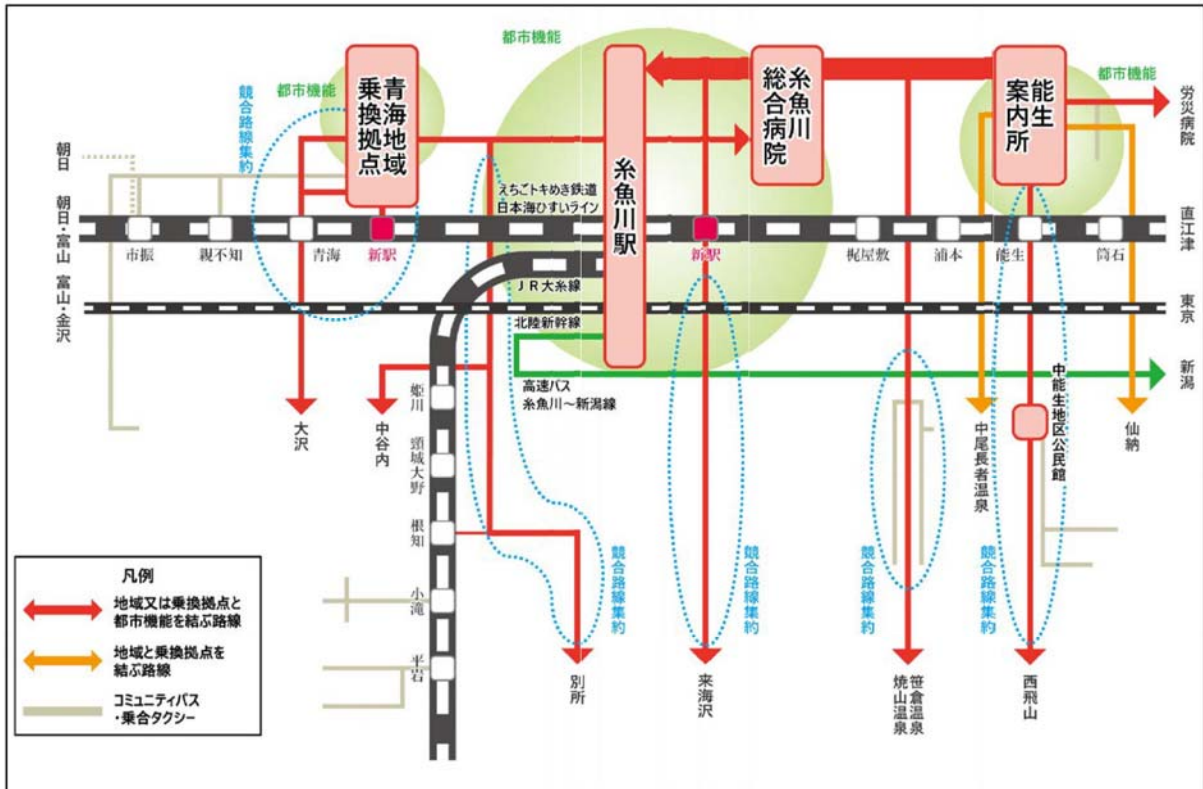 都市機能
都市機能
都市機能
競合路線集約
青海地域
乗換拠点
糸魚川駅
糸魚川
総合病院
能生
案内所
労災病院
朝日
朝日・富山
富山・金沢
えちごトキめき鉄道
日本海ひすいライン
市振
親不知
青海
新駅
新駅
梶屋敷
浦本
能生
筒石
直江津
JR大糸線
東京
北陸新幹線
新潟
高速バス
糸魚川～新潟線
姫川
頸城大野
根知
小滝
平岩
大沢
中谷内
中尾長者温泉
中能生地区公民館
仙納
競合路線集約
競合路線集約
競合路線集約
競合路線集約
別所
来海沢
笹倉温泉
焼山温泉
西飛山
凡例
地域又は乗換拠点と
都市機能を結ぶ路線
地域と乗換拠点を
結ぶ路線
コミュニティバス
・乗合タクシー